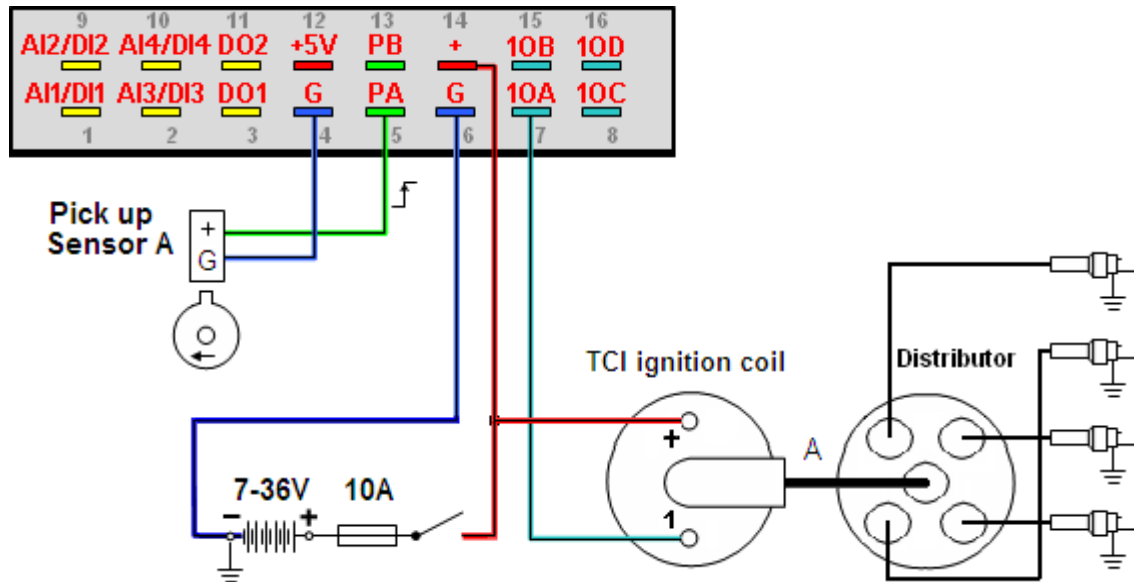 9 10 11 12 13 14 15 16
AI2/DI2 AI4/DI4 DO2 +5V PB + 1OB 1OD
AI1/DI1 AI3/DI3 DO1 G PA G 1OA 1OC
1 2 3 4 5 6 7 8
Pick up
Sensor A
+
G
TCI ignition coil
Distributor
+
A
1
7-36V 10A
- +